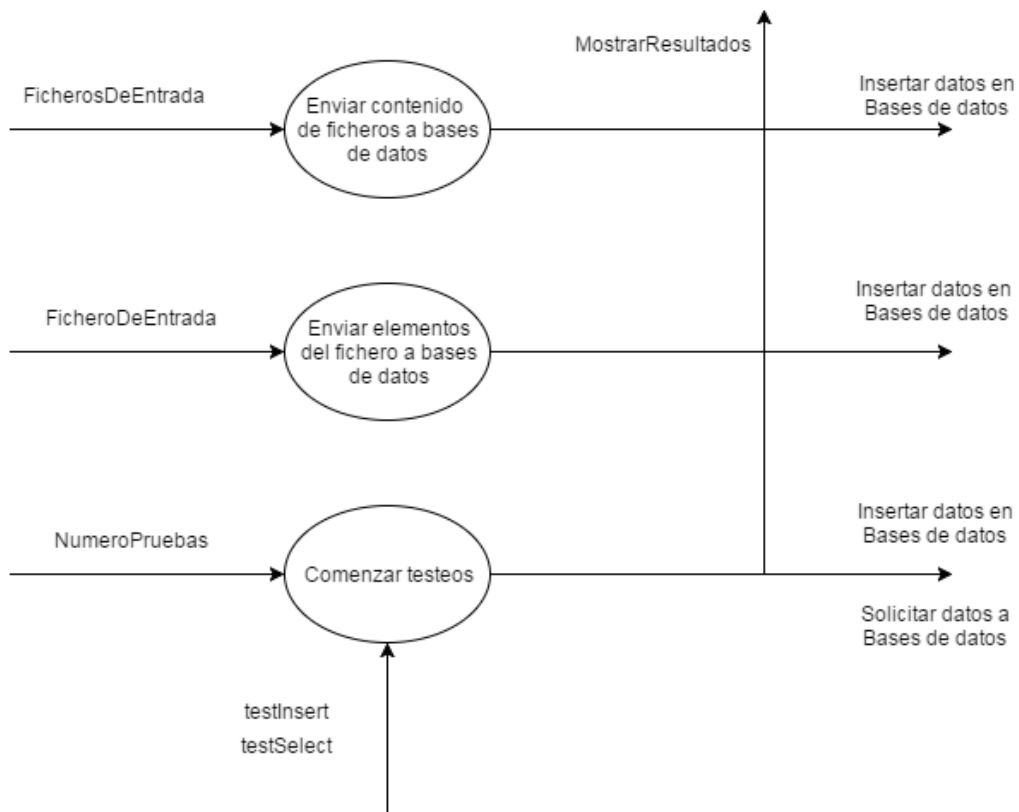 MostrarResultados
FicherosDeEntrada
Enviar contenido
de ficheros a bases
de datos
Insertar datos en
Bases de datos
FicheroDeEntrada
Enviar elementos
del fichero a bases
de datos
Insertar datos en
Bases de datos
NumeroPruebas
Comenzar testeos
Insertar datos en
Bases de datos
Solicitar datos a
Bases de datos
testInsert
testSelect